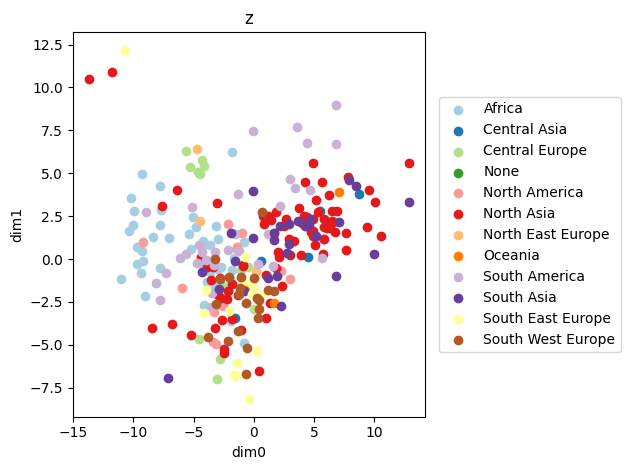 z
12.5
10.0
7.5
5.0
2.5
0.0
−2.5
−5.0
−7.5
dim1
−15
−10
−5
0
5
10
dim0
Africa
Central Asia
Central Europe
None
North America
North Asia
North East Europe
Oceania
South America
South Asia
South East Europe
South West Europe